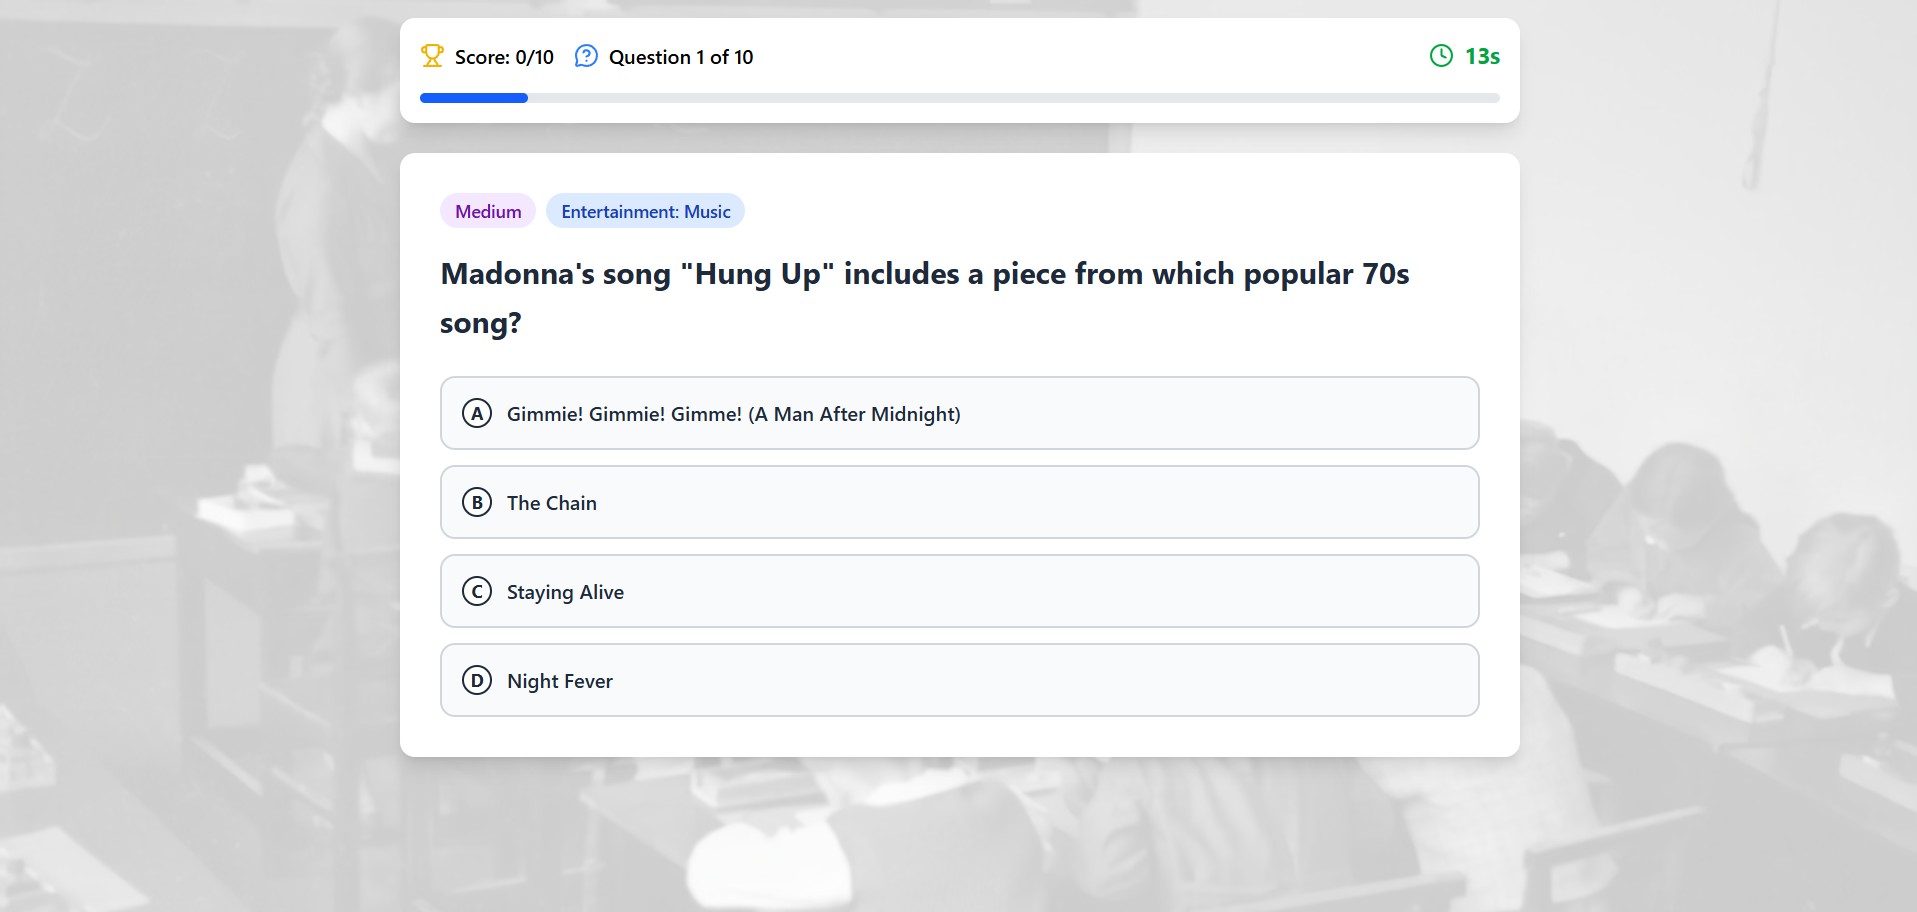 Score: 0/10
Question 1 of 10
13s
Medium
Entertainment: Music
Madonna's song "Hung Up" includes a piece from which popular 70s
song?
A Gimmie! Gimmie! Gimme! (A Man After Midnight)
B The Chain
C Staying Alive
D Night Fever